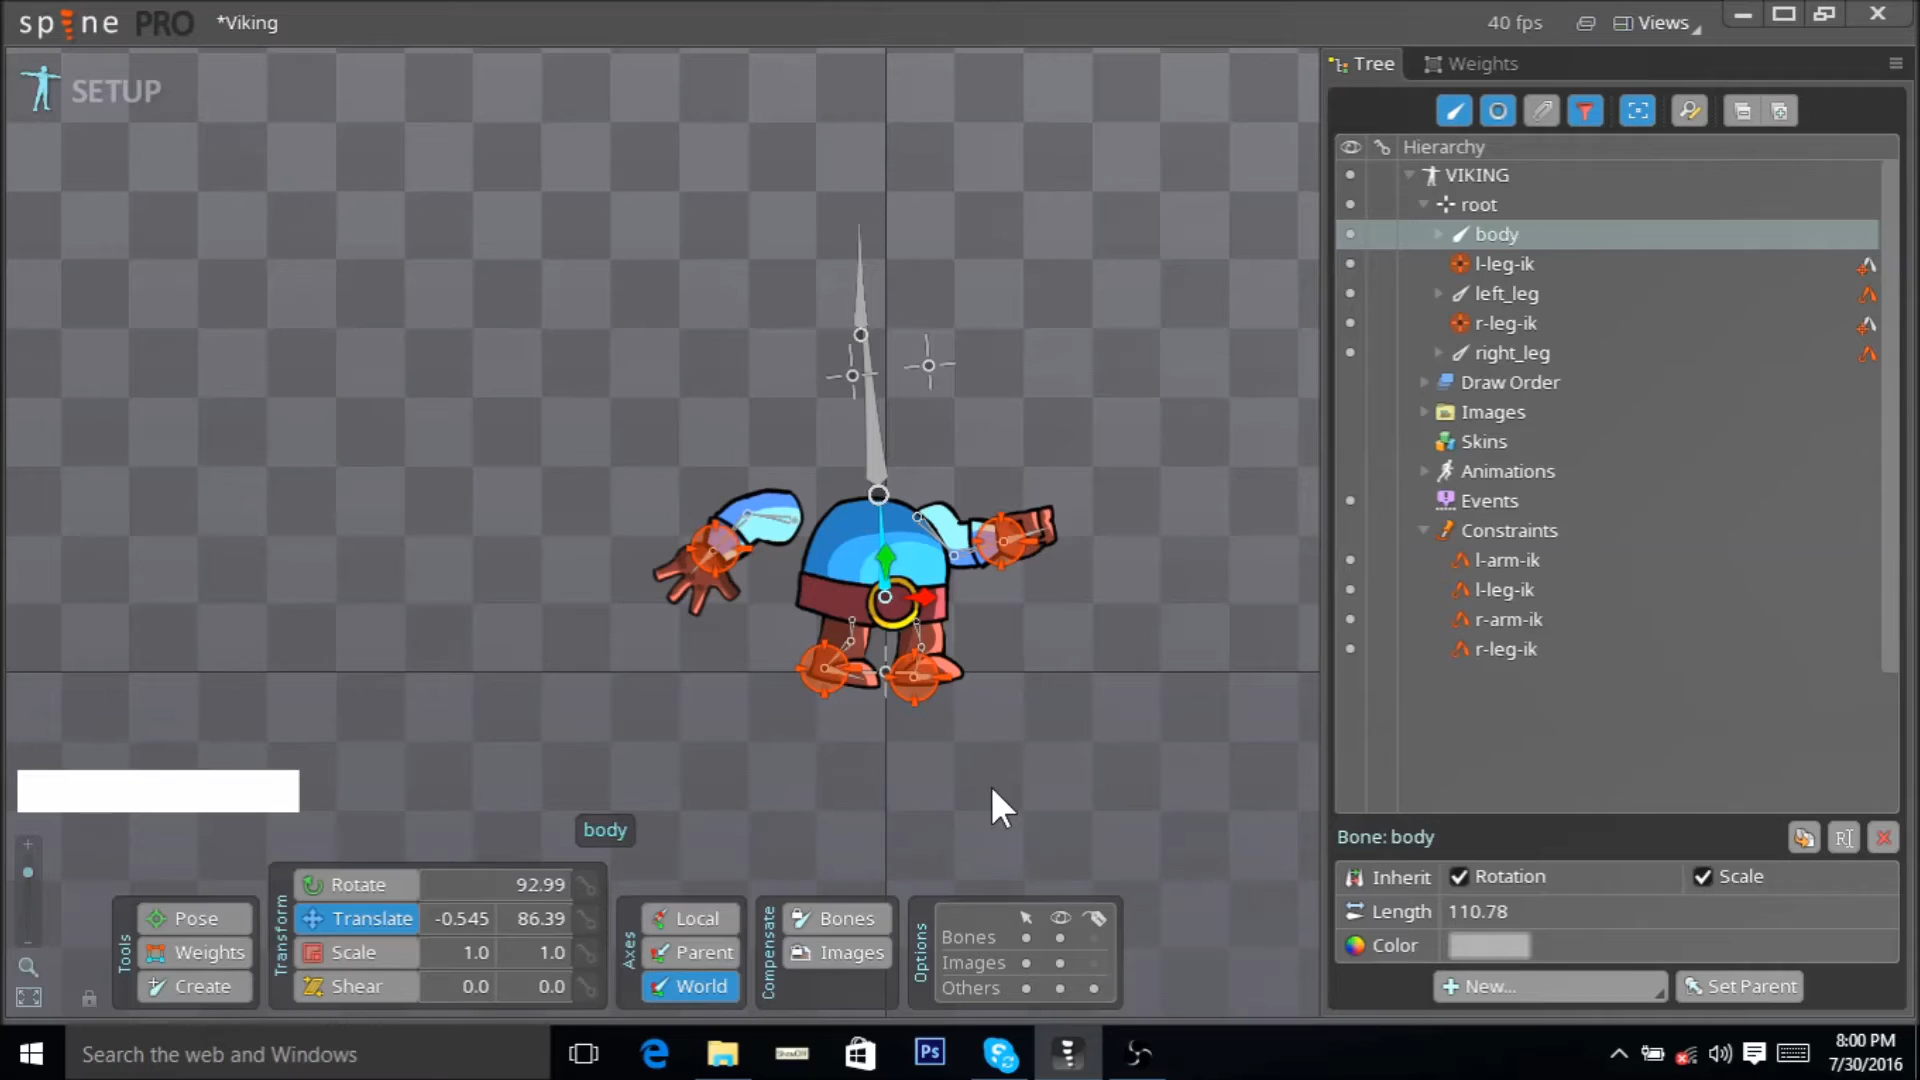 spine PRO *Viking
40 fps Views
SETUP
Tree Weights
Hierarchy
VIKING
root
body
l-leg-ik
left_leg
r-leg-ik
right_leg
Draw Order
Images
Skins
Animations
Events
Constraints
l-arm-ik
l-leg-ik
r-arm-ik
r-leg-ik
body
Tools
Pose
Weights
Create
Transform
Rotate 92.99
Translate -0.545 86.39
Scale 1.0 1.0
Shear 0.0 0.0
Axes
Local
Parent
World
Compensate
Bones
Images
Options
Bones
Images
Others
Bone: body
Inherit Rotation Scale
Length 110.78
Color
New... Set Parent
Search the web and Windows
Ps
8:00 PM
7/30/2016